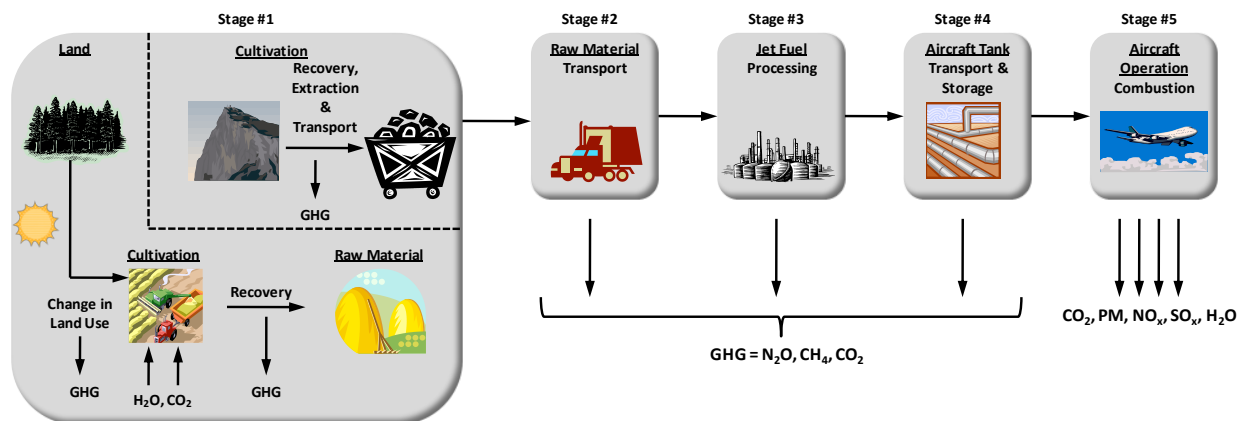 Stage #1
Stage #2
Stage #3
Stage #4
Stage #5
Land
Cultivation
Recovery,
Extraction
&
Transport
GHG
Cultivation
Raw Material
Change in
Land Use
Recovery
GHG
H₂O, CO₂
GHG
Raw Material
Transport
Jet Fuel
Processing
Aircraft Tank
Transport &
Storage
Aircraft
Operation
Combustion
GHG = N₂O, CH₄, CO₂
CO₂, PM, NOₓ, SOₓ, H₂O